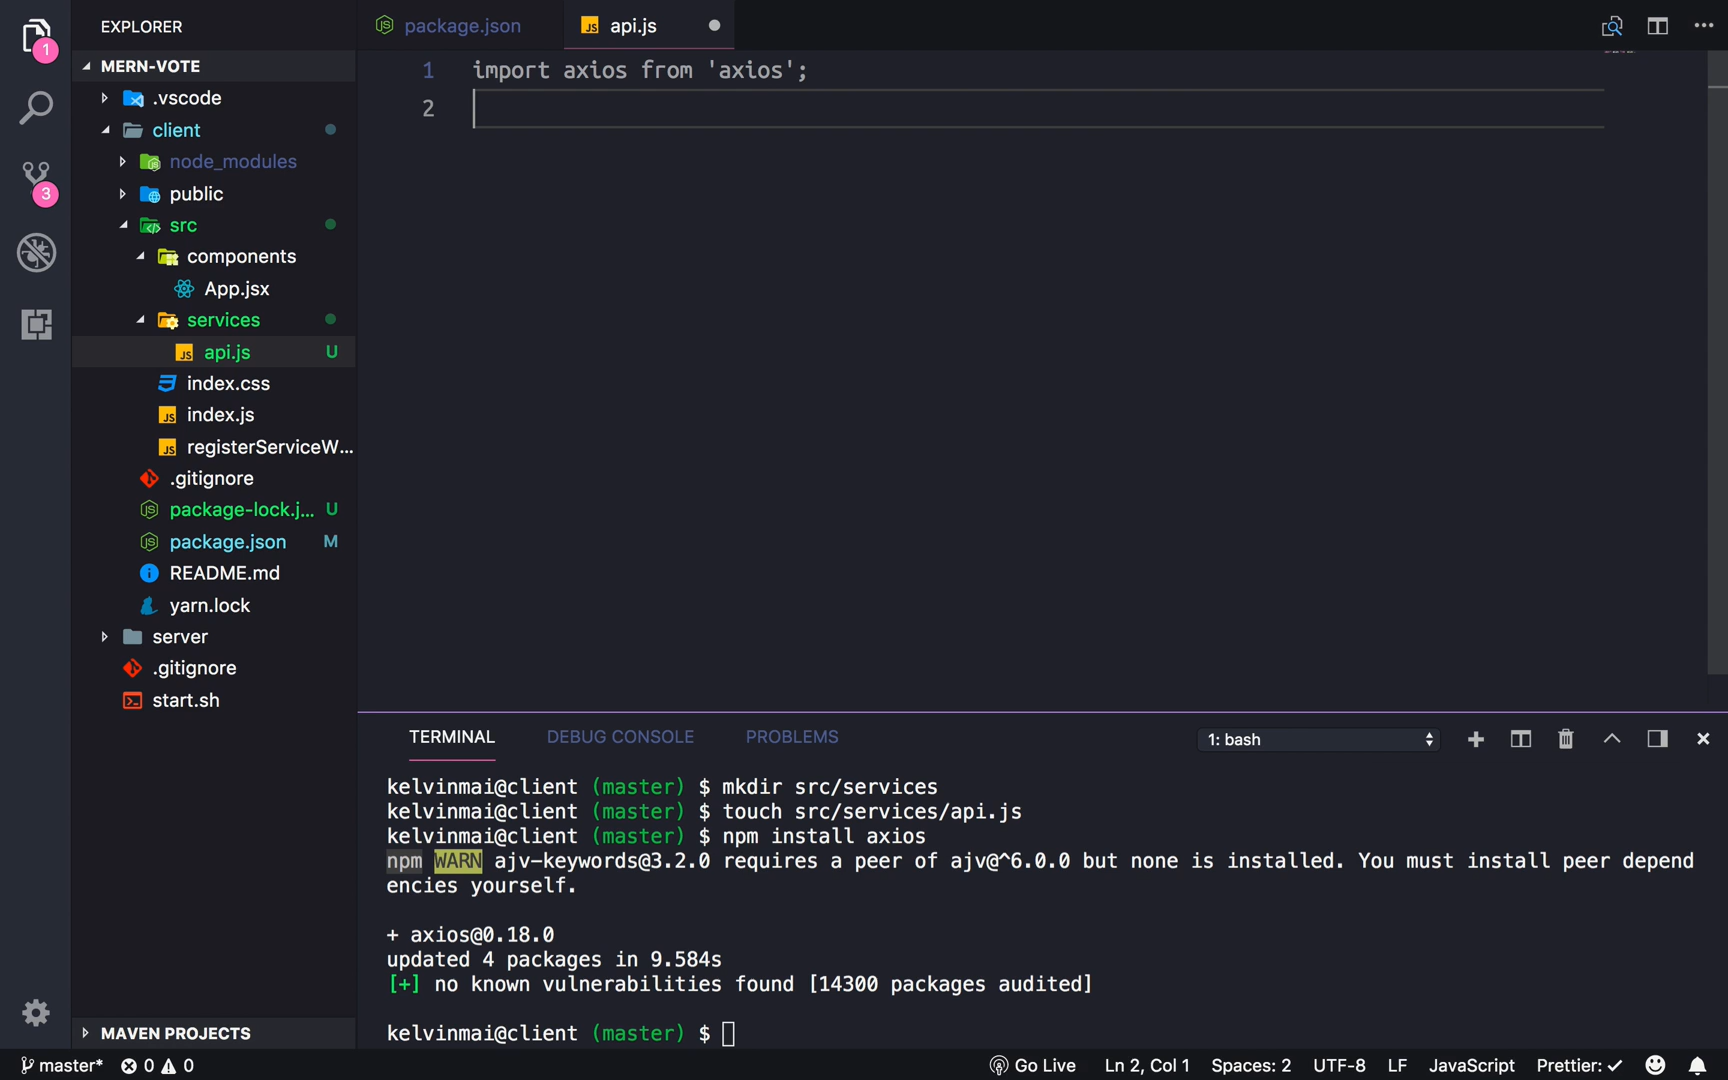 EXPLORER
package.json
api.js
MERN-VOTE
.vscode
client
node_modules
public
src
components
App.jsx
services
api.js U
index.css
index.js
registerServiceW...
.gitignore
package-lock.j... U
package.json M
README.md
yarn.lock
server
.gitignore
start.sh
MAVEN PROJECTS
1
3
1 import axios from 'axios';
2
TERMINAL DEBUG CONSOLE PROBLEMS 1: bash
kelvinmai@client (master) $ mkdir src/services
kelvinmai@client (master) $ touch src/services/api.js
kelvinmai@client (master) $ npm install axios
npm WARN ajv-keywords@3.2.0 requires a peer of ajv@^6.0.0 but none is installed. You must install peer depend
encies yourself.
+ axios@0.18.0
updated 4 packages in 9.584s
[+] no known vulnerabilities found [14300 packages audited]
kelvinmai@client (master) $
master* 0 0 Go Live Ln 2, Col 1 Spaces: 2 UTF-8 LF JavaScript Prettier: ✓